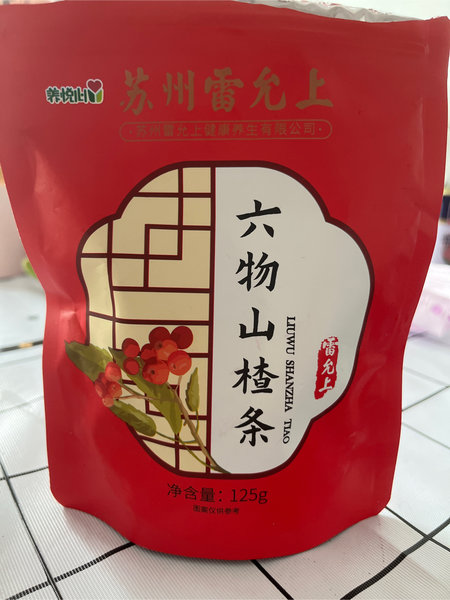 养悦心
苏州雷允上
·苏州雷允上健康养生有限公司·
六物山楂条
LIUWU SHANZHA TIAO
雷允上
净含量：125g
图案仅供参考